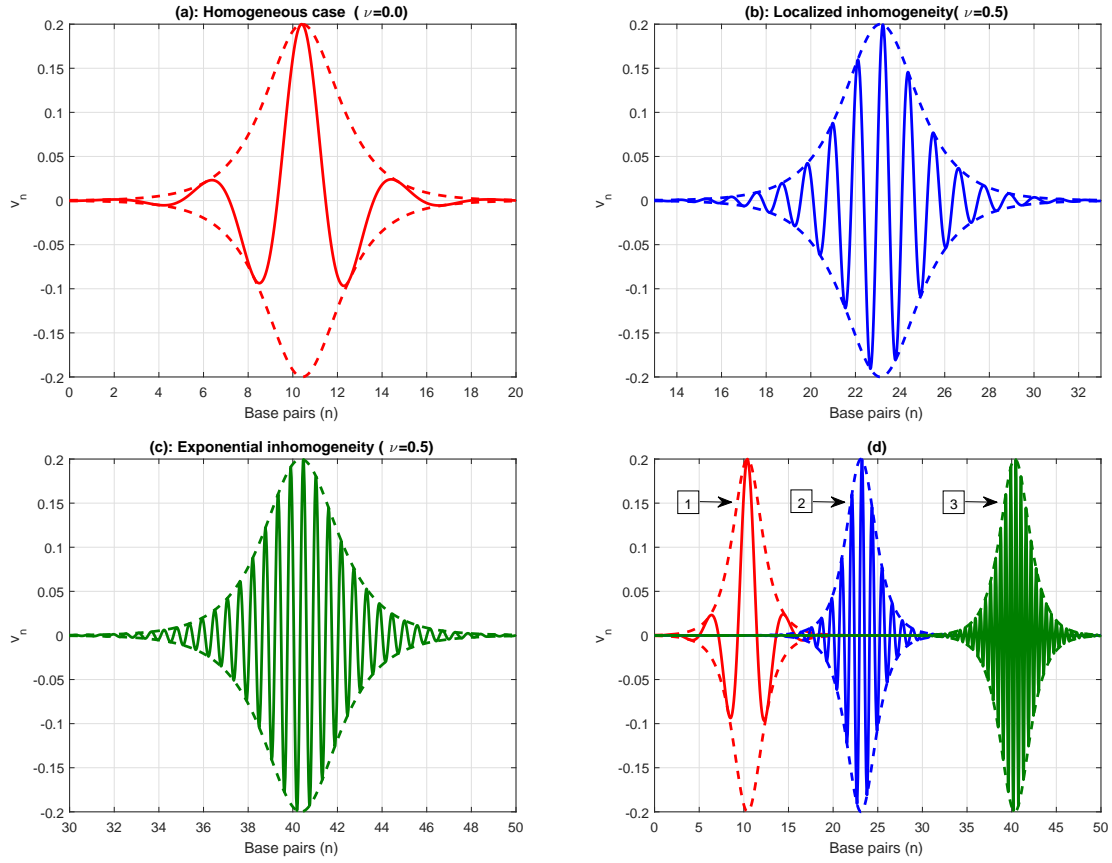 (a): Homogeneous case ( ν=0.0)
0.2
0.15
0.1
0.05
0
-0.05
-0.1
-0.15
-0.2
v_n
0 2 4 6 8 10 12 14 16 18 20
Base pairs (n)
(b): Localized inhomogeneity( ν=0.5)
0.2
0.15
0.1
0.05
0
-0.05
-0.1
-0.15
-0.2
v_n
14 16 18 20 22 24 26 28 30 32
Base pairs (n)
(c): Exponential inhomogeneity ( ν=0.5)
0.2
0.15
0.1
0.05
0
-0.05
-0.1
-0.15
-0.2
v_n
30 32 34 36 38 40 42 44 46 48 50
Base pairs (n)
(d)
0.2
0.15
0.1
0.05
0
-0.05
-0.1
-0.15
-0.2
v_n
1 2 3
0 5 10 15 20 25 30 35 40 45 50
Base pairs (n)